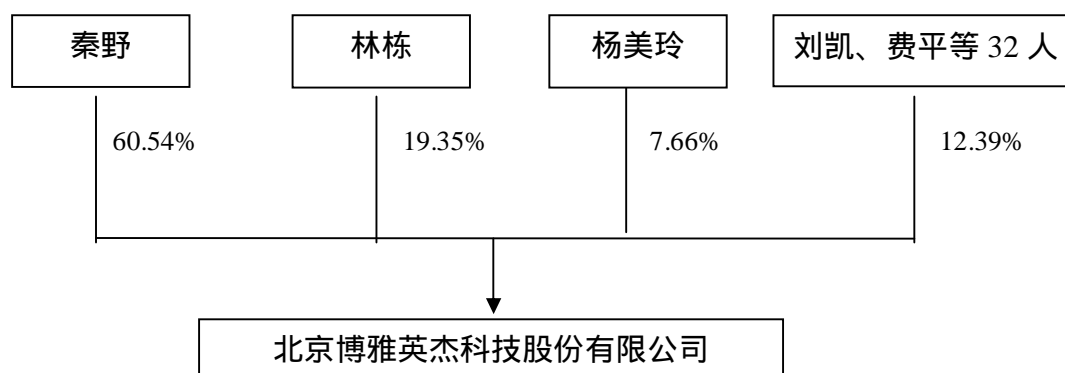 秦野
林栋
杨美玲
刘凯、费平等 32 人
60.54%
19.35%
7.66%
12.39%
北京博雅英杰科技股份有限公司